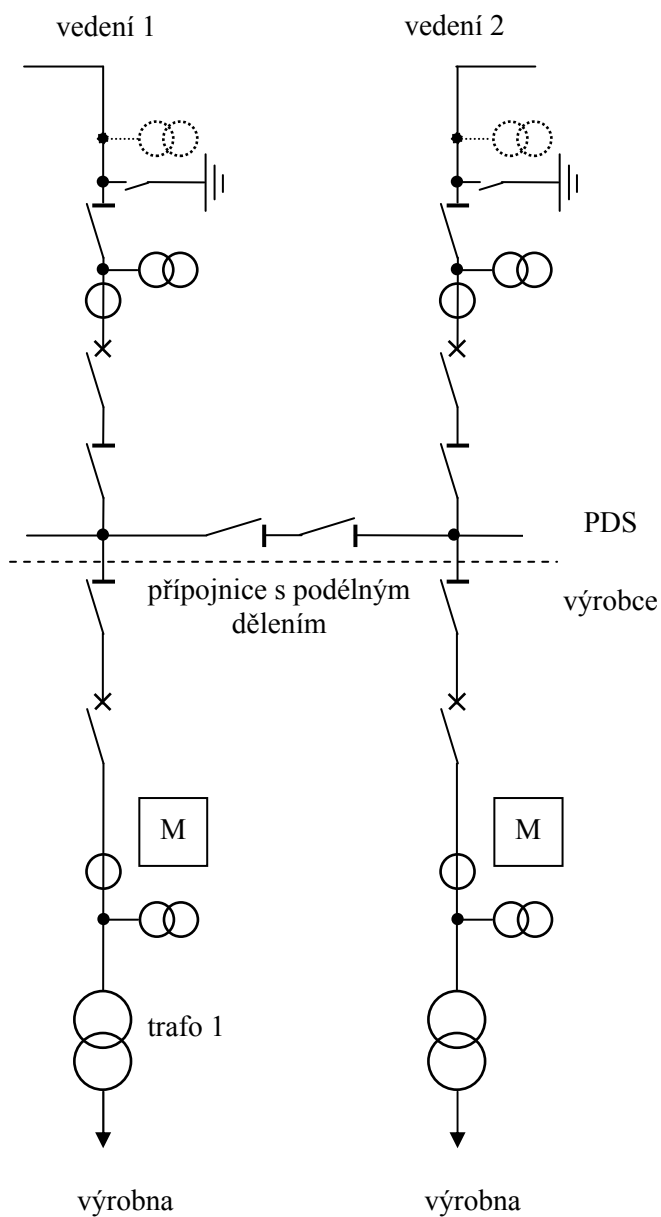 vedení 1
vedení 2
PDS
přípojnice s podélným
dělením
výrobce
M
M
trafo 1
výrobna
výrobna